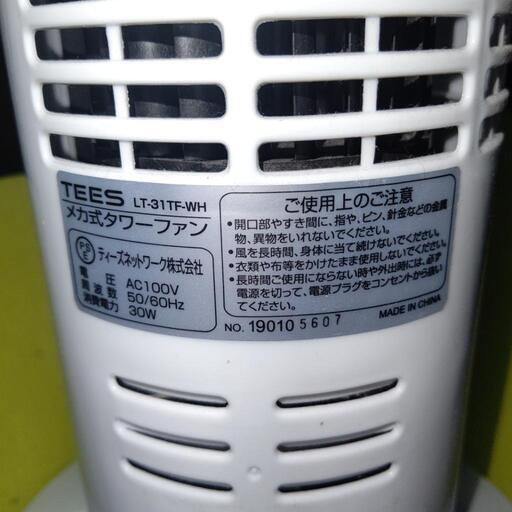 TEES LT-31TF-WH
メカ式タワーファン
PSE ティーズネットワーク株式会社
電圧 AC100V
周波数 50/60Hz
消費電力 30W
ご使用上のご注意
•開口部やすき間に、指や、ピン、針金などの金属
物、異物をいれないでください。
•風を長時間、身体に当て続けないでください。
•衣類や布等をかけたまま使用しないでください。
•長時間ご使用にならない時や外出時には、必ず
電源を切って、電源プラグをコンセントから抜い
てください。
NO. 19010 5607
MADE IN CHINA